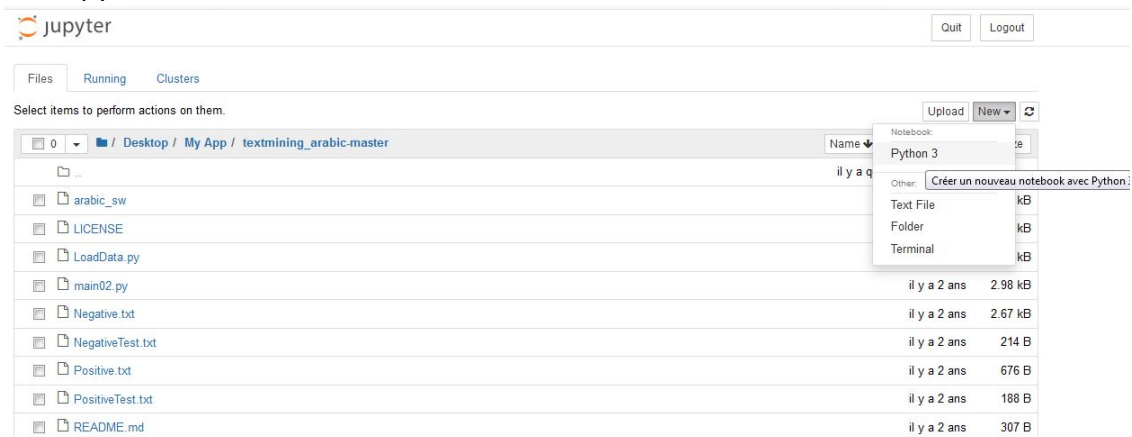 jupyter
Quit Logout
Files Running Clusters
Select items to perform actions on them.
Upload New
0 / Desktop / My App / textmining_arabic-master Name
Notebook:
Python 3
..
il y a
Other: Créer un nouveau notebook avec Python
arabic_sw kB
Text File
LICENSE kB
Folder
LoadData.py kB
Terminal
main02.py il y a 2 ans 2.98 kB
Negative.txt il y a 2 ans 2.67 kB
NegativeTest.txt il y a 2 ans 214 B
Positive.txt il y a 2 ans 676 B
PositiveTest.txt il y a 2 ans 188 B
README.md il y a 2 ans 307 B